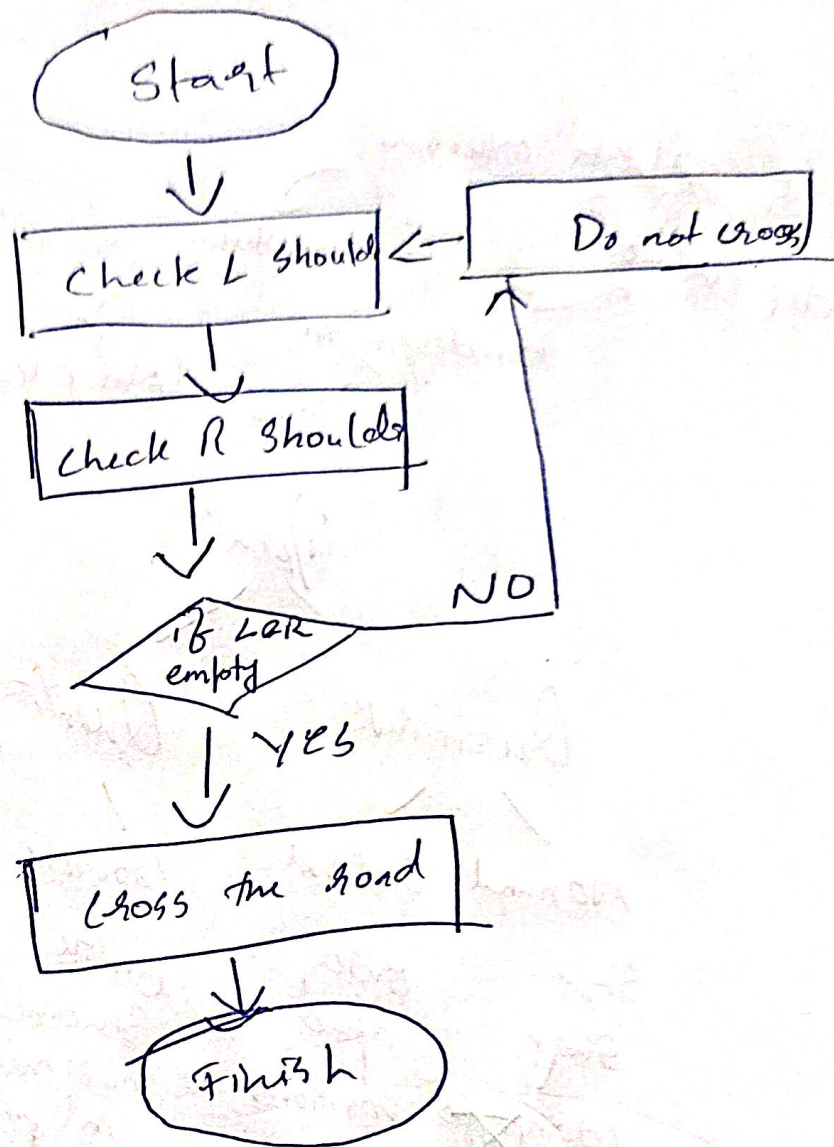 Start
Check L Should
Do not cross
Check R Should
NO
if L&R
empty
YES
Cross the road
Finish